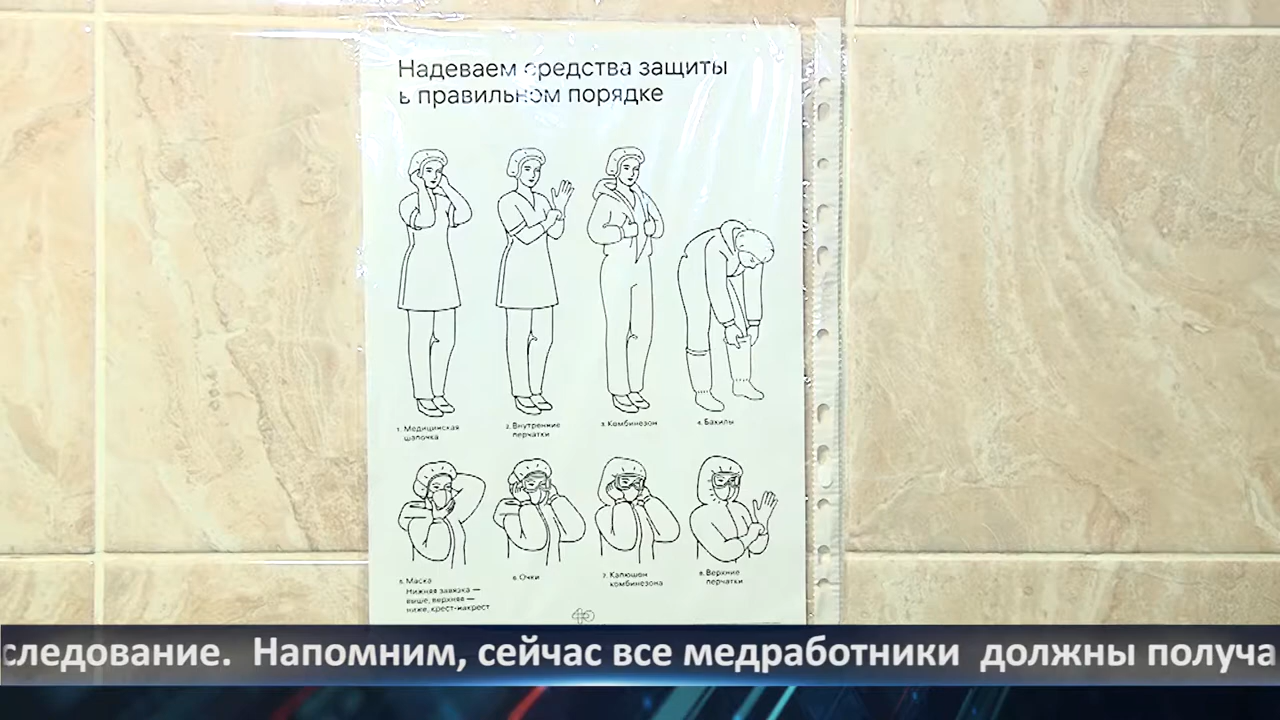 Надеваем средства защиты
в правильном порядке
1. Медицинская
шапочка
2. Внутренние
перчатки
3. Комбинезон
4. Бахилы
5. Маска
Нижняя завязка —
выше, верхняя —
ниже, крест-накрест
6. Очки
7. Капюшон
комбинезона
8. Верхние
перчатки
следование. Напомним, сейчас все медработники должны получа